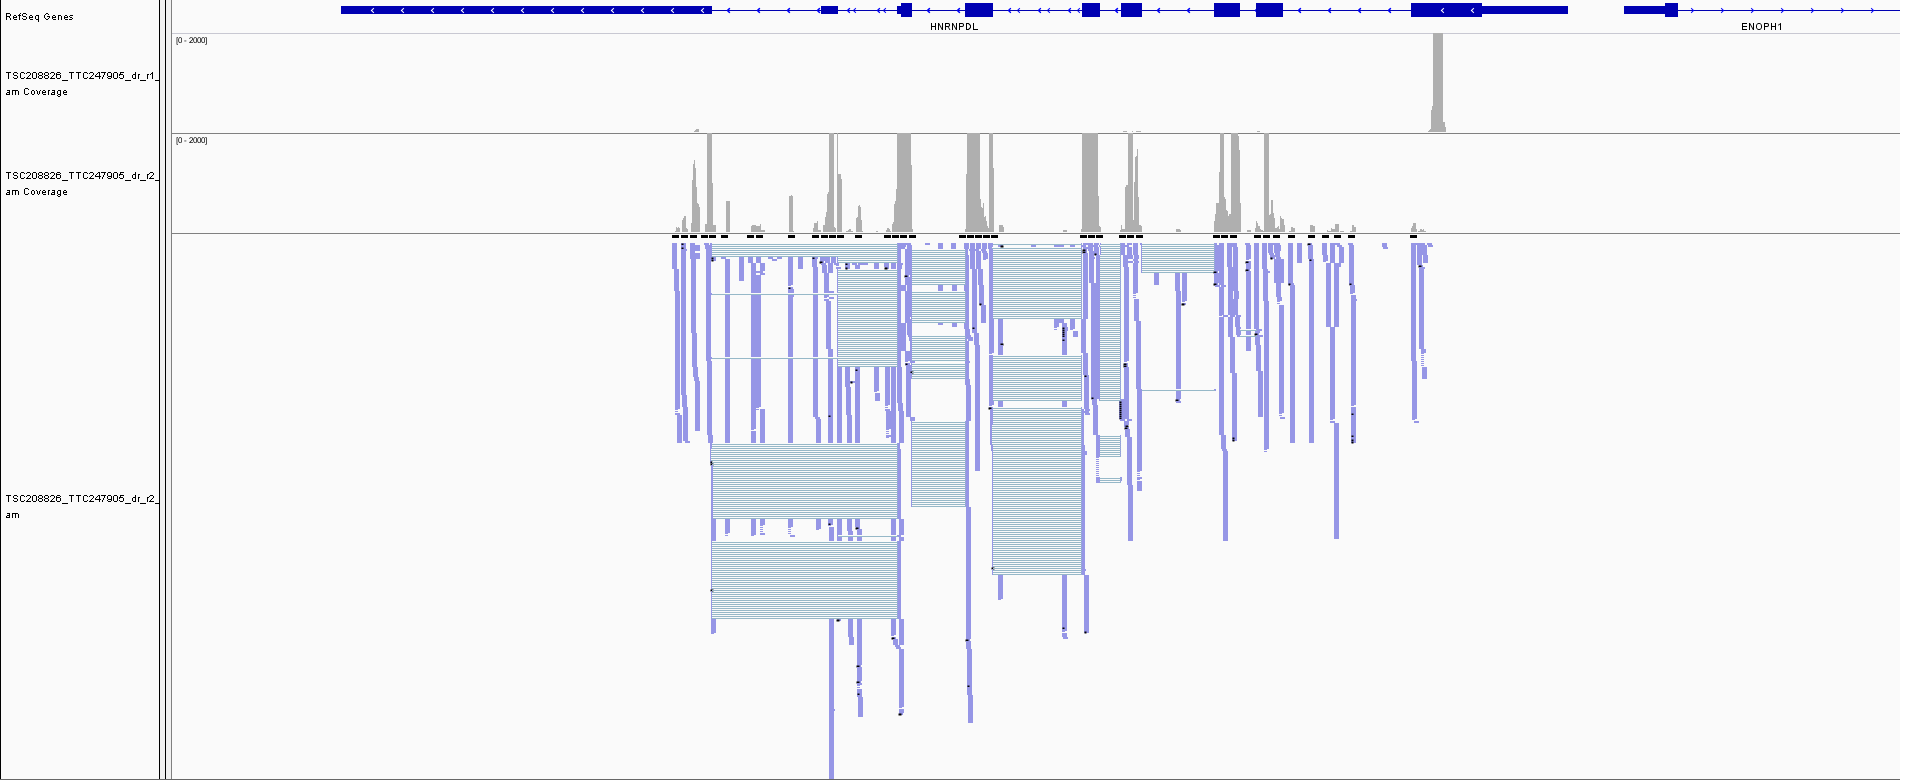 RefSeq Genes
HNRNPDL
ENOPH1
[0 - 2000]
TSC208826_TTC247905_dr_r1_
am Coverage
[0 - 2000]
TSC208826_TTC247905_dr_r2_
am Coverage
TSC208826_TTC247905_dr_r2_
am